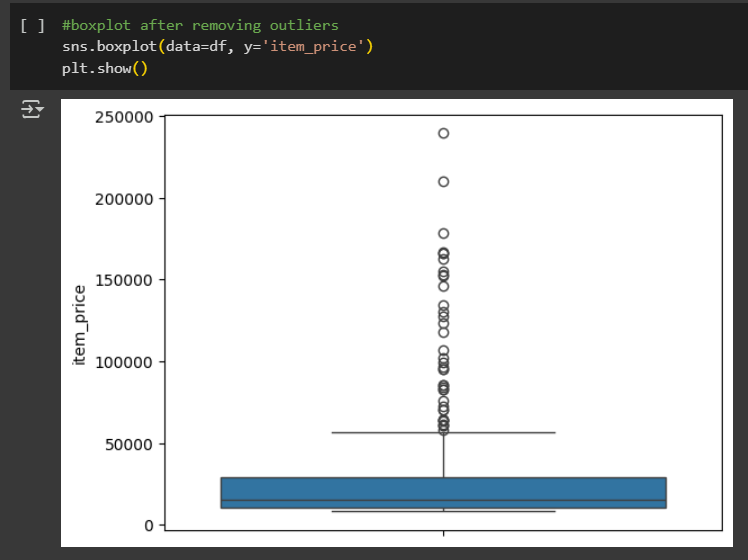 [ ] #boxplot after removing outliers
sns.boxplot(data=df, y='item_price')
plt.show()
250000
200000
150000
100000
50000
0
item_price